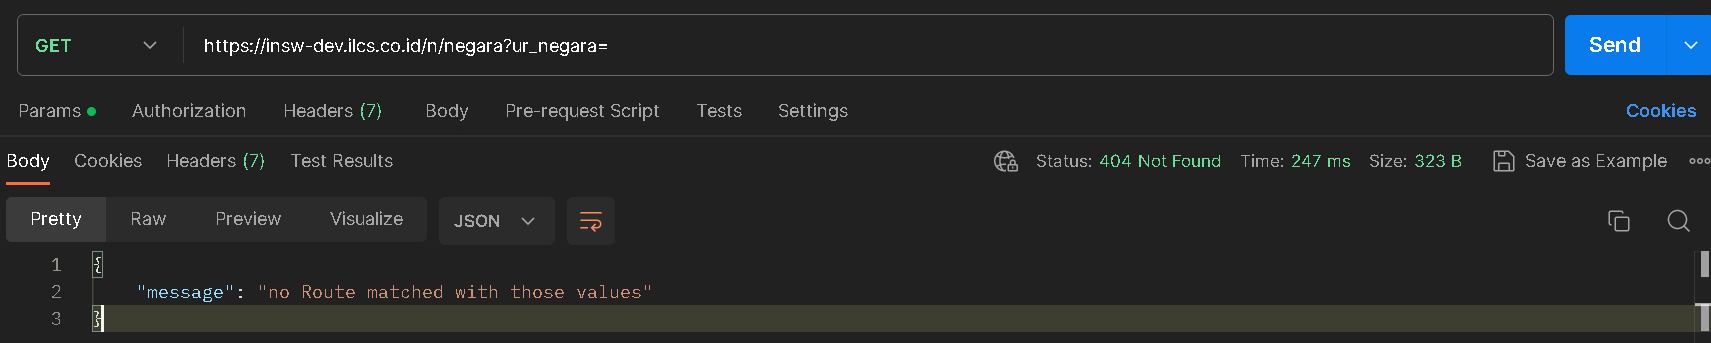 GET https://insw-dev.ilcs.co.id/n/negara?ur_negara= Send
Params Authorization Headers (7) Body Pre-request Script Tests Settings Cookies
Body Cookies Headers (7) Test Results Status: 404 Not Found Time: 247 ms Size: 323 B Save as Example
Pretty Raw Preview Visualize JSON
1 {
2 "message": "no Route matched with those values"
3 }